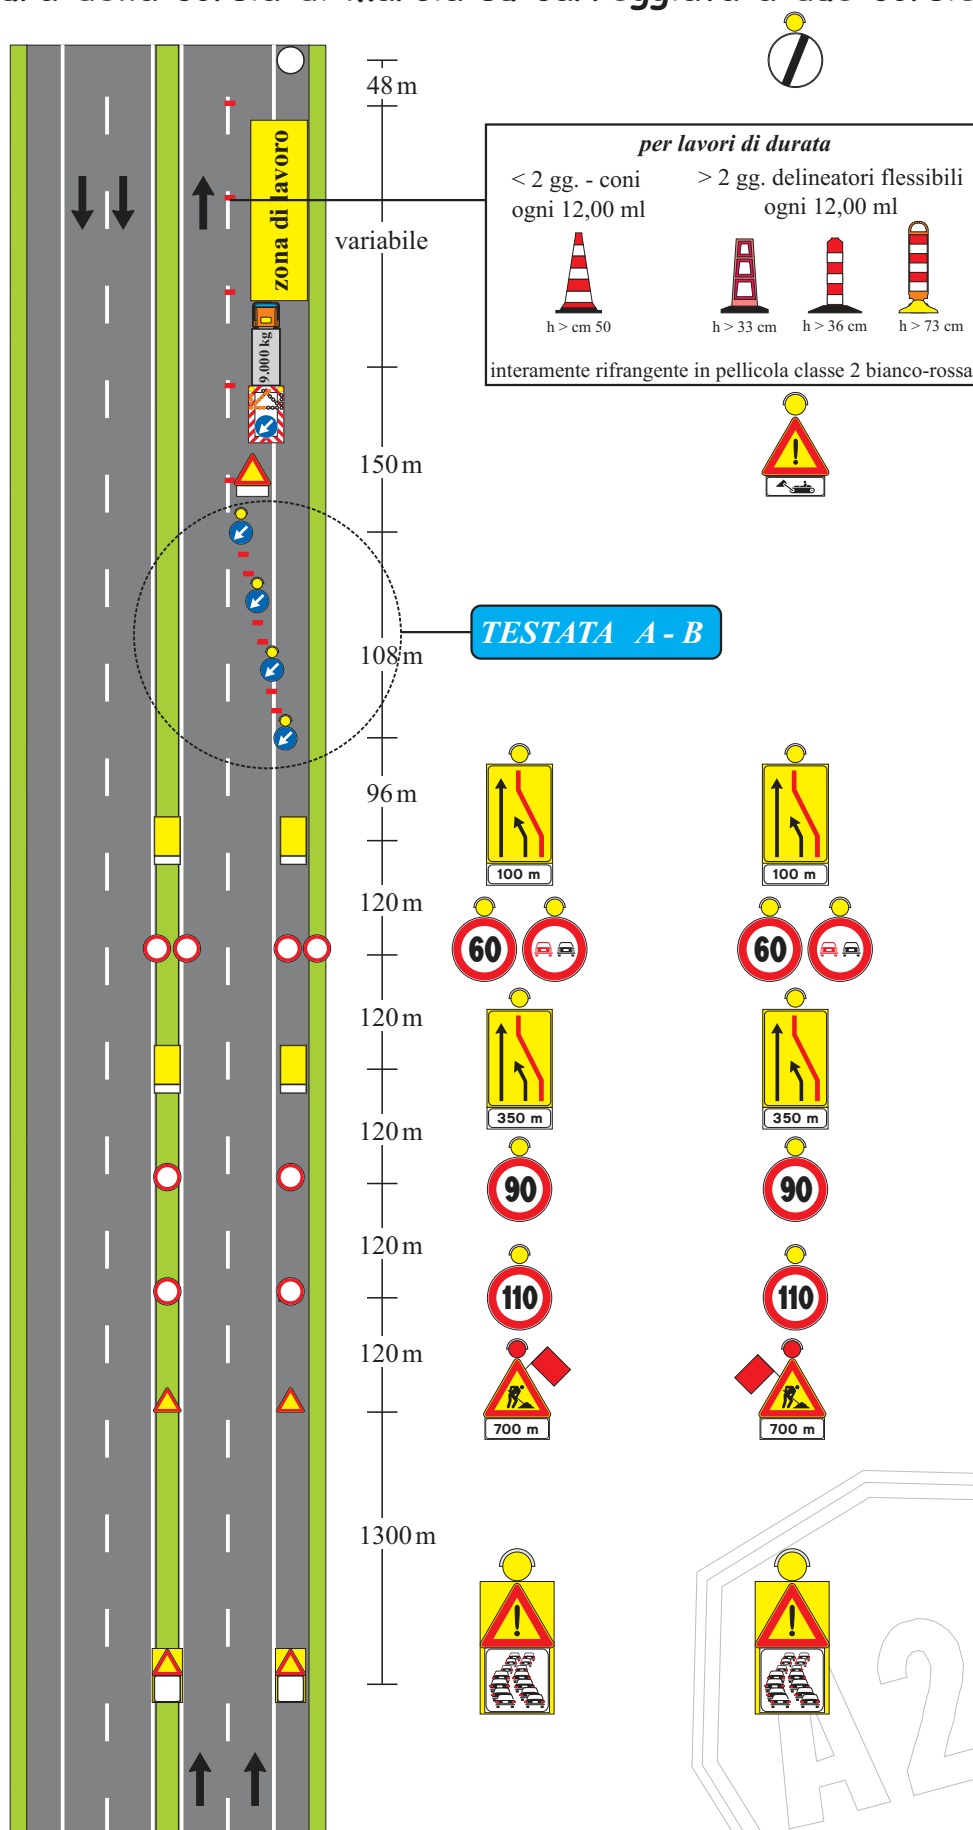 48 m
per lavori di durata
< 2 gg. - coni
ogni 12,00 ml
> 2 gg. delineatori flessibili
ogni 12,00 ml
h > cm 50
h > 33 cm
h > 36 cm
h > 73 cm
interamente rifrangente in pellicola classe 2 bianco-rossa
zona di lavoro
variabile
9.000 kg
150 m
TESTATA A - B
108 m
96 m
100 m
100 m
120 m
60
60
120 m
350 m
350 m
120 m
90
90
120 m
110
110
120 m
700 m
700 m
1300 m
A2